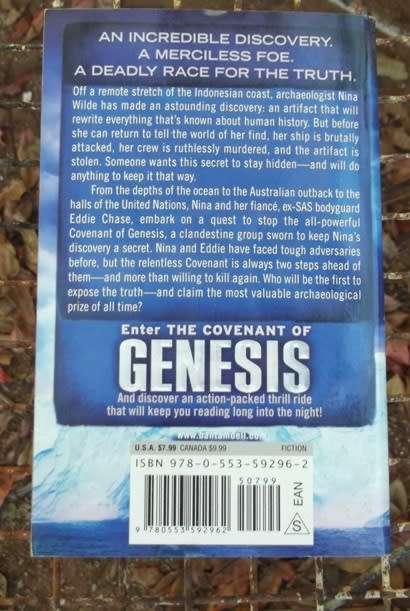 AN INCREDIBLE DISCOVERY.
A MERCILESS FOE.
A DEADLY RACE FOR THE TRUTH.
Off a remote stretch of the Indonesian coast, archaeologist Nina
Wilde has made an astounding discovery: an artifact that will
rewrite everything that's known about human history. But before
she can return to tell the world of her find, her ship is brutally
attacked, her crew is ruthlessly murdered, and the artifact is
stolen. Someone wants this secret to stay hidden—and will do
anything to keep it that way.
From the depths of the ocean to the Australian outback to the
halls of the United Nations, Nina and her fiancé, ex-SAS bodyguard
Eddie Chase, embark on a quest to stop the all-powerful
Covenant of Genesis, a clandestine group sworn to keep Nina's
discovery a secret. Nina and Eddie have faced tough adversaries
before, but the relentless Covenant is always two steps ahead of
them—and more than willing to kill again. Who will be the first to
expose the truth—and claim the most valuable archaeological
prize of all time?
Enter THE COVENANT OF
GENESIS
And discover an action-packed thrill ride
that will keep you reading long into the night!
www.bantamdell.com
U.S.A. $7.99 CANADA $9.99 FICTION
ISBN 978-0-553-59296-2
50799
EAN
S
9 780553 592962